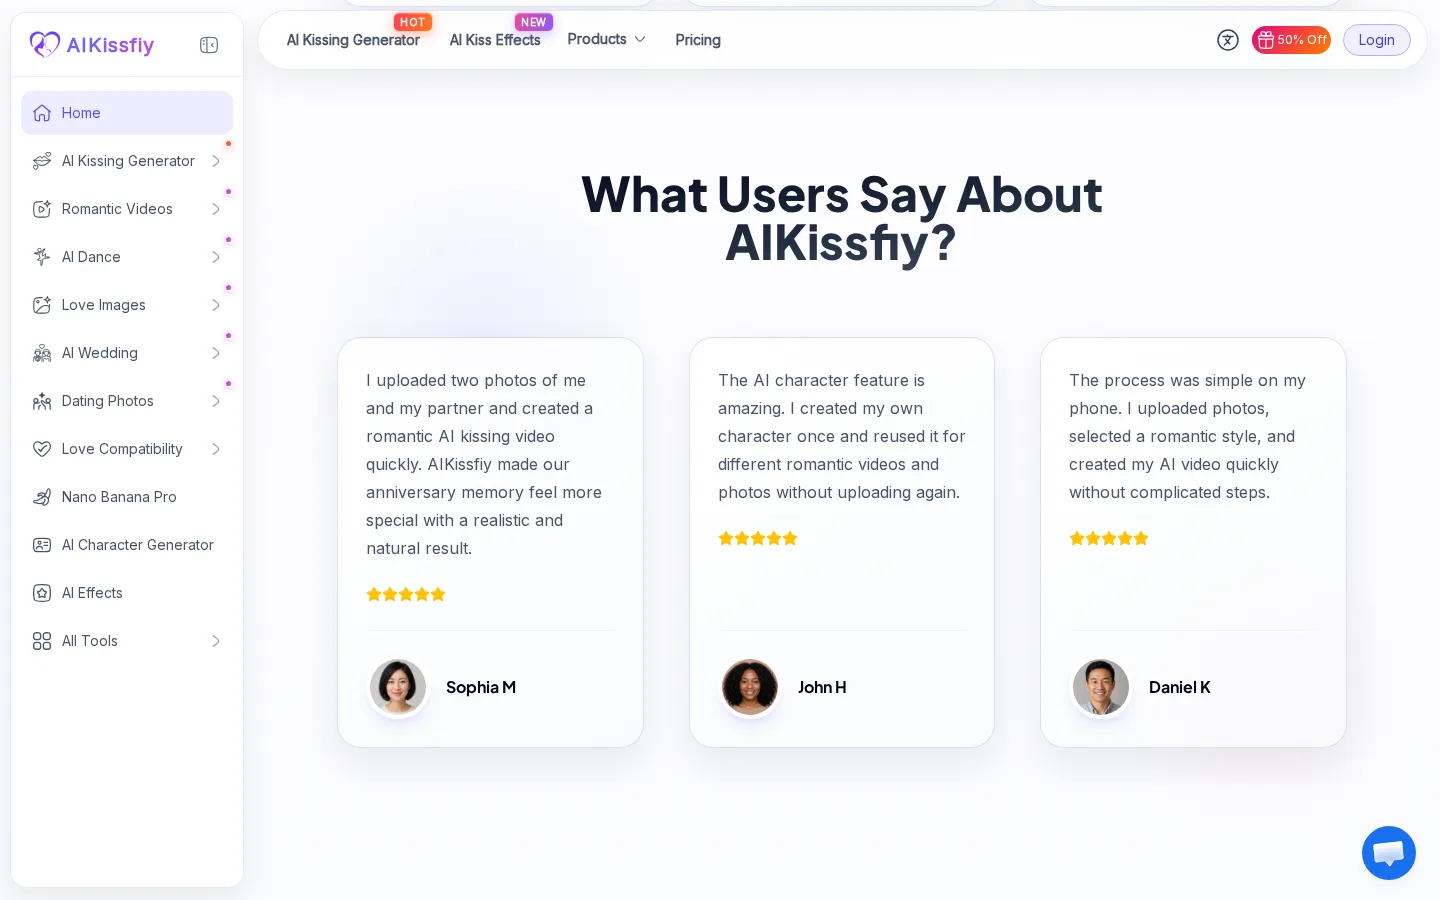 AIKissfiy
Home
AI Kissing Generator
Romantic Videos
AI Dance
Love Images
AI Wedding
Dating Photos
Love Compatibility
Nano Banana Pro
AI Character Generator
AI Effects
All Tools
HOT
NEW
AI Kissing Generator
AI Kiss Effects
Products
Pricing
50% Off
Login
What Users Say About
AIKissfiy?
I uploaded two photos of me
and my partner and created a
romantic AI kissing video
quickly. AIKissfiy made our
anniversary memory feel more
special with a realistic and
natural result.
Sophia M
The AI character feature is
amazing. I created my own
character once and reused it for
different romantic videos and
photos without uploading again.
John H
The process was simple on my
phone. I uploaded photos,
selected a romantic style, and
created my AI video quickly
without complicated steps.
Daniel K